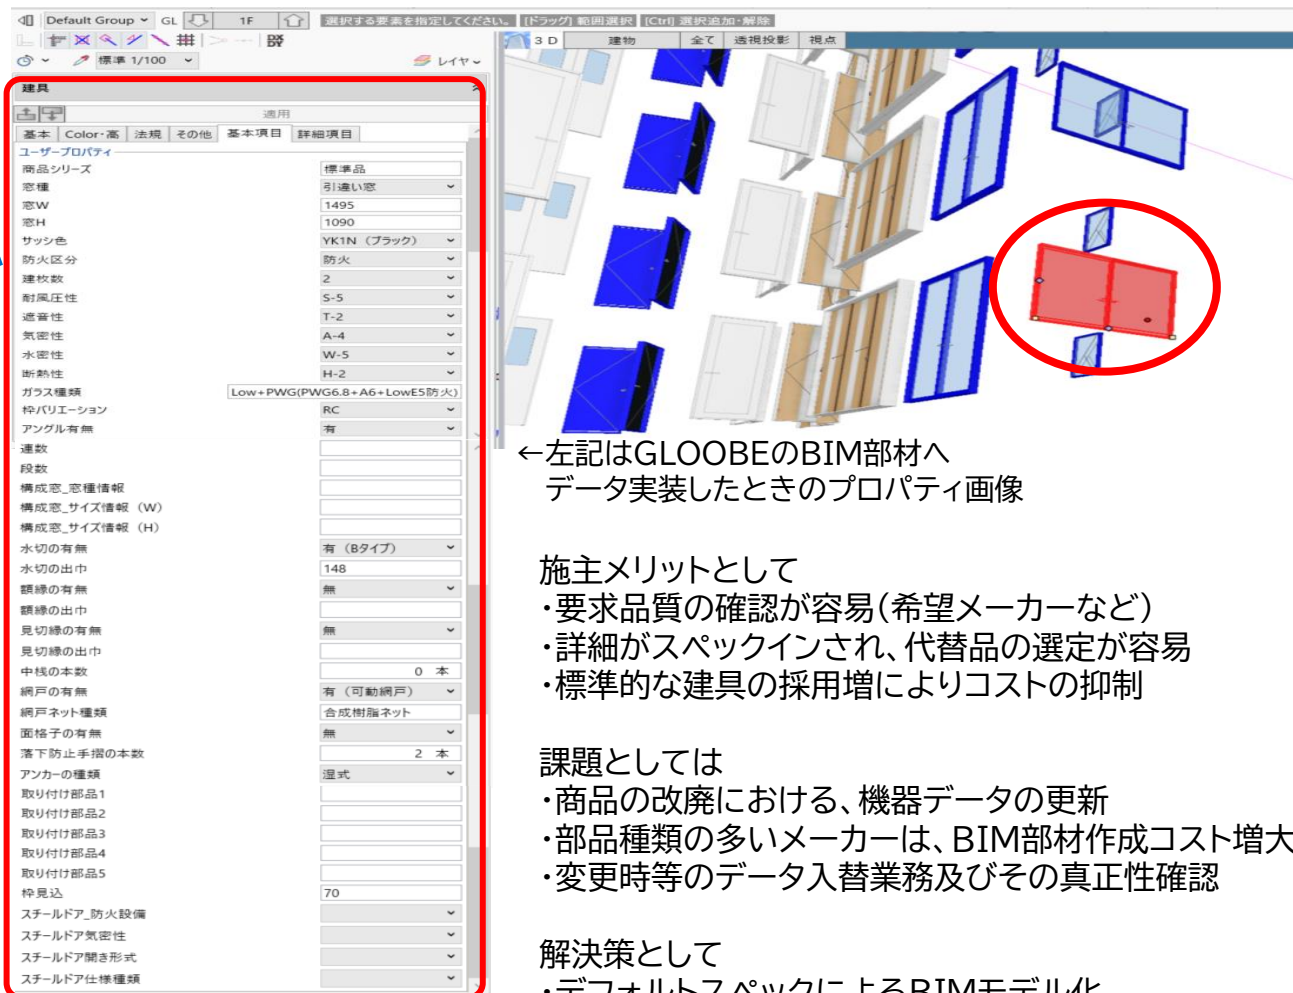 Default Group GL 1F 選択する要素を指定してください。 [ドラッグ] 範囲選択 [Ctrl] 選択追加・解除
標準 1/100 レイヤ
3 D 建物 全て 透視投影 視点
建具
適用
基本 Color・高 法規 その他 基本項目 詳細項目
ユーザープロパティ
商品シリーズ 標準品
窓種 引違い窓
窓W 1495
窓H 1090
サッシ色 YK1N (ブラック)
防火区分 防火
建枚数 2
耐風圧性 S-5
遮音性 T-2
気密性 A-4
水密性 W-5
断熱性 H-2
ガラス種類 Low+PWG(PWG6.8+A6+LowE5防火)
枠バリエーション RC
アングル有無 有
連数
段数
構成窓_窓種情報
構成窓_サイズ情報 (W)
構成窓_サイズ情報 (H)
水切の有無 有 (Bタイプ)
水切の出巾 148
額縁の有無 無
額縁の出巾
見切縁の有無 無
見切縁の出巾
中桟の本数 0 本
網戸の有無 有 (可動網戸)
網戸ネット種類 合成樹脂ネット
面格子の有無 無
落下防止手摺の本数 2 本
アンカーの種類 湿式
取り付け部品1
取り付け部品2
取り付け部品3
取り付け部品4
取り付け部品5
枠見込 70
スチールドア_防火設備
スチールドア気密性
スチールドア開き形式
スチールドア仕様種類
←左記はGLOOBEのBIM部材へ
データ実装したときのプロパティ画像
施主メリットとして
・要求品質の確認が容易(希望メーカーなど)
・詳細がスペックインされ、代替品の選定が容易
・標準的な建具の採用増によりコストの抑制
課題としては
・商品の改廃における、機器データの更新
・部品種類の多いメーカーは、BIM部材作成コスト増大
・変更時等のデータ入替業務及びその真正性確認
解決策として
・デフォルトスペックによるBIMモデル化